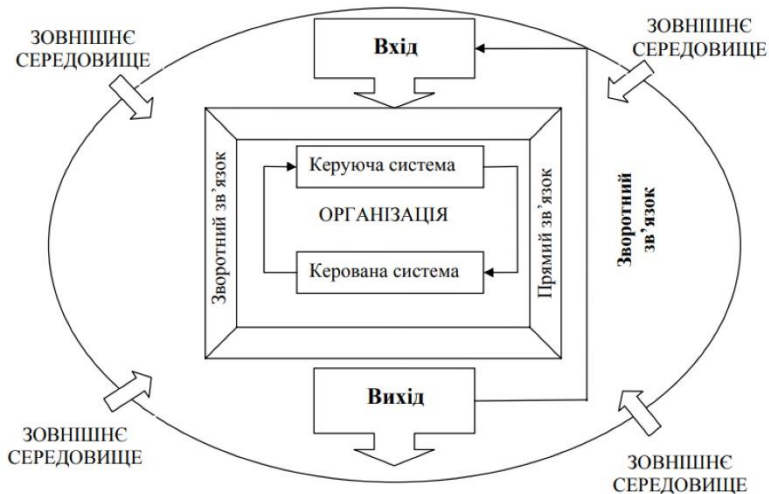 ЗОВНІШНЄ
СЕРЕДОВИЩЕ
Вхід
ЗОВНІШНЄ
СЕРЕДОВИЩЕ
Зворотний зв’язок
Керуюча система
ОРГАНІЗАЦІЯ
Керована система
Прямий зв’язок
Зворотний
зв’язок
Вихід
ЗОВНІШНЄ
СЕРЕДОВИЩЕ
ЗОВНІШНЄ
СЕРЕДОВИЩЕ